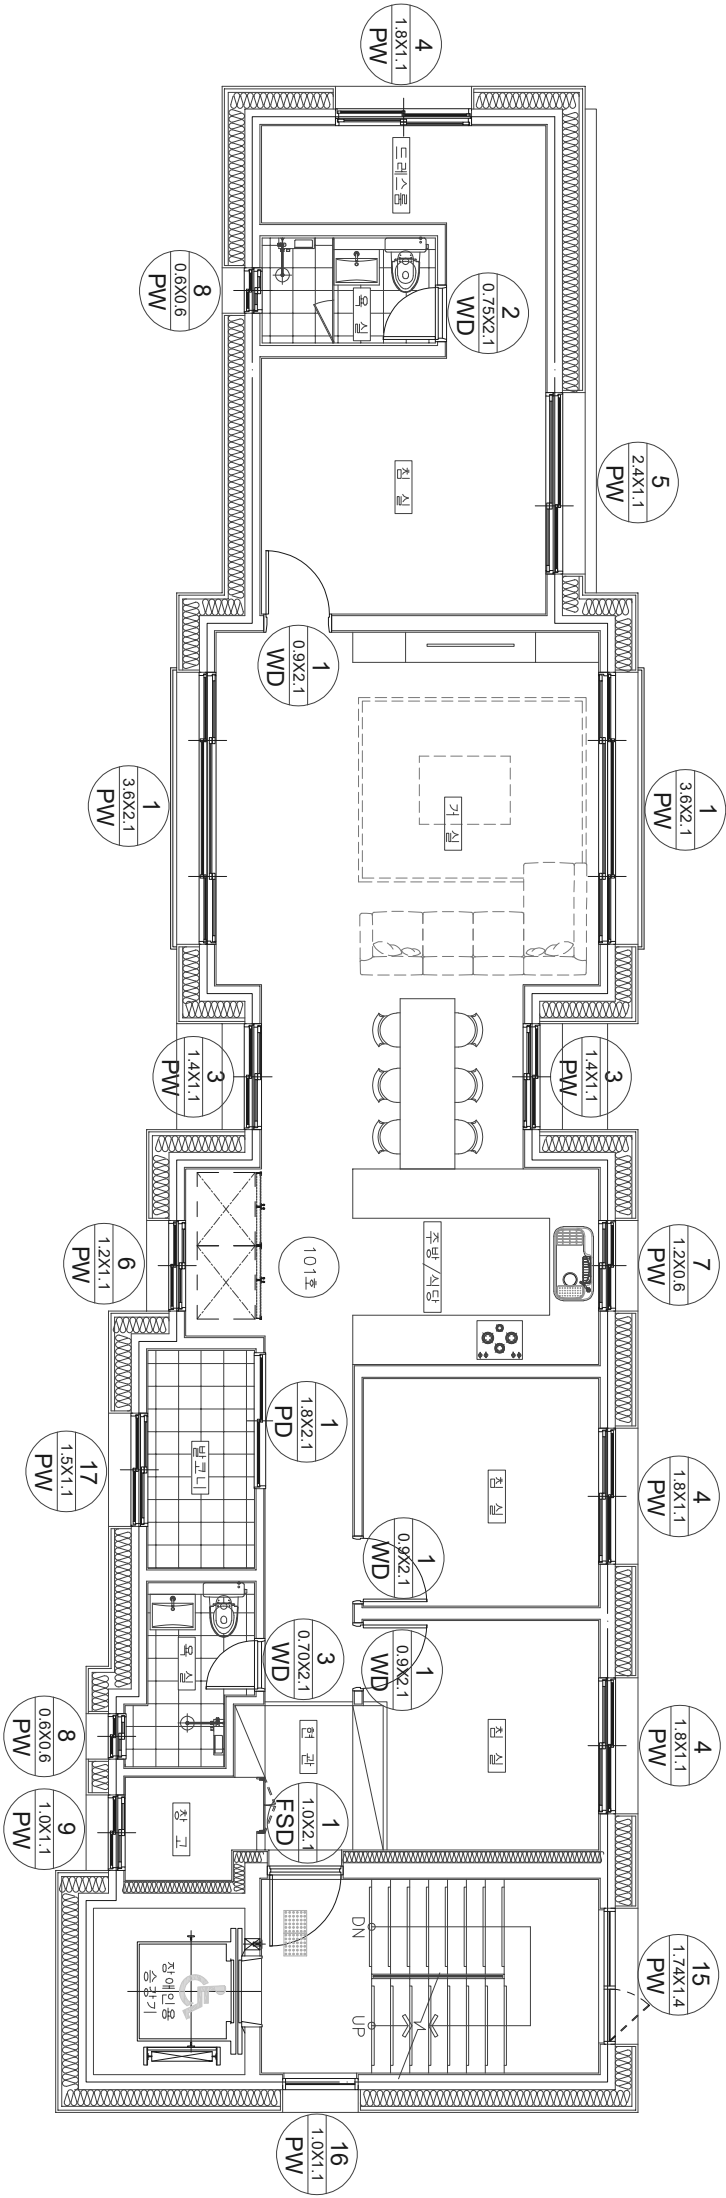 4
1.8X1.1
PW
드레스룸
8
0.6X0.6
PW
욕 실
2
0.75X2.1
WD
5
2.4X1.1
PW
침 실
1
0.9X2.1
WD
1
3.6X2.1
PW
거 실
1
3.6X2.1
PW
3
1.4X1.1
PW
3
1.4X1.1
PW
6
1.2X1.1
PW
101호
주방/식당
7
1.2X0.6
PW
17
1.5X1.1
PW
발코니
1
1.8X2.1
PD
침 실
4
1.8X1.1
PW
1
0.9X2.1
WD
욕 실
3
0.70X2.1
WD
1
0.9X2.1
WD
8
0.6X0.6
PW
현 관
침 실
4
1.8X1.1
PW
9
1.0X1.1
PW
창 고
1
1.0X2.1
FSD
장애인용
승강기
DN
UP
15
1.74X1.4
PW
16
1.0X1.1
PW